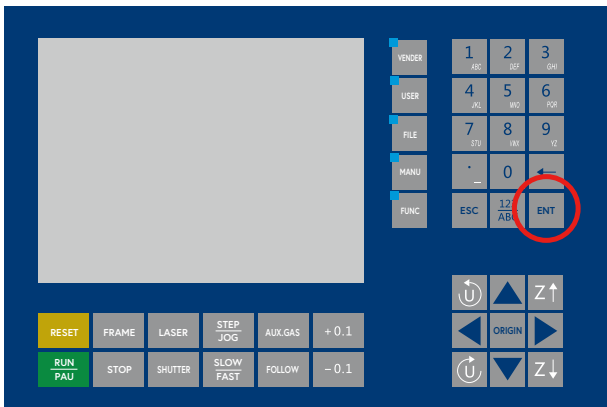 VENDER
1 ABC
2 DEF
3 GHI
USER
4 JKL
5 MNO
6 PQR
FILE
7 STU
8 VWX
9 YZ
MANU
. _
0
←
FUNC
ESC
123
ABC
ENT
U
Z↑
ORIGIN
U
Z↓
RESET
FRAME
LASER
STEP
JOG
AUX.GAS
+0.1
RUN
PAU
STOP
SHUTTER
SLOW
FAST
FOLLOW
-0.1